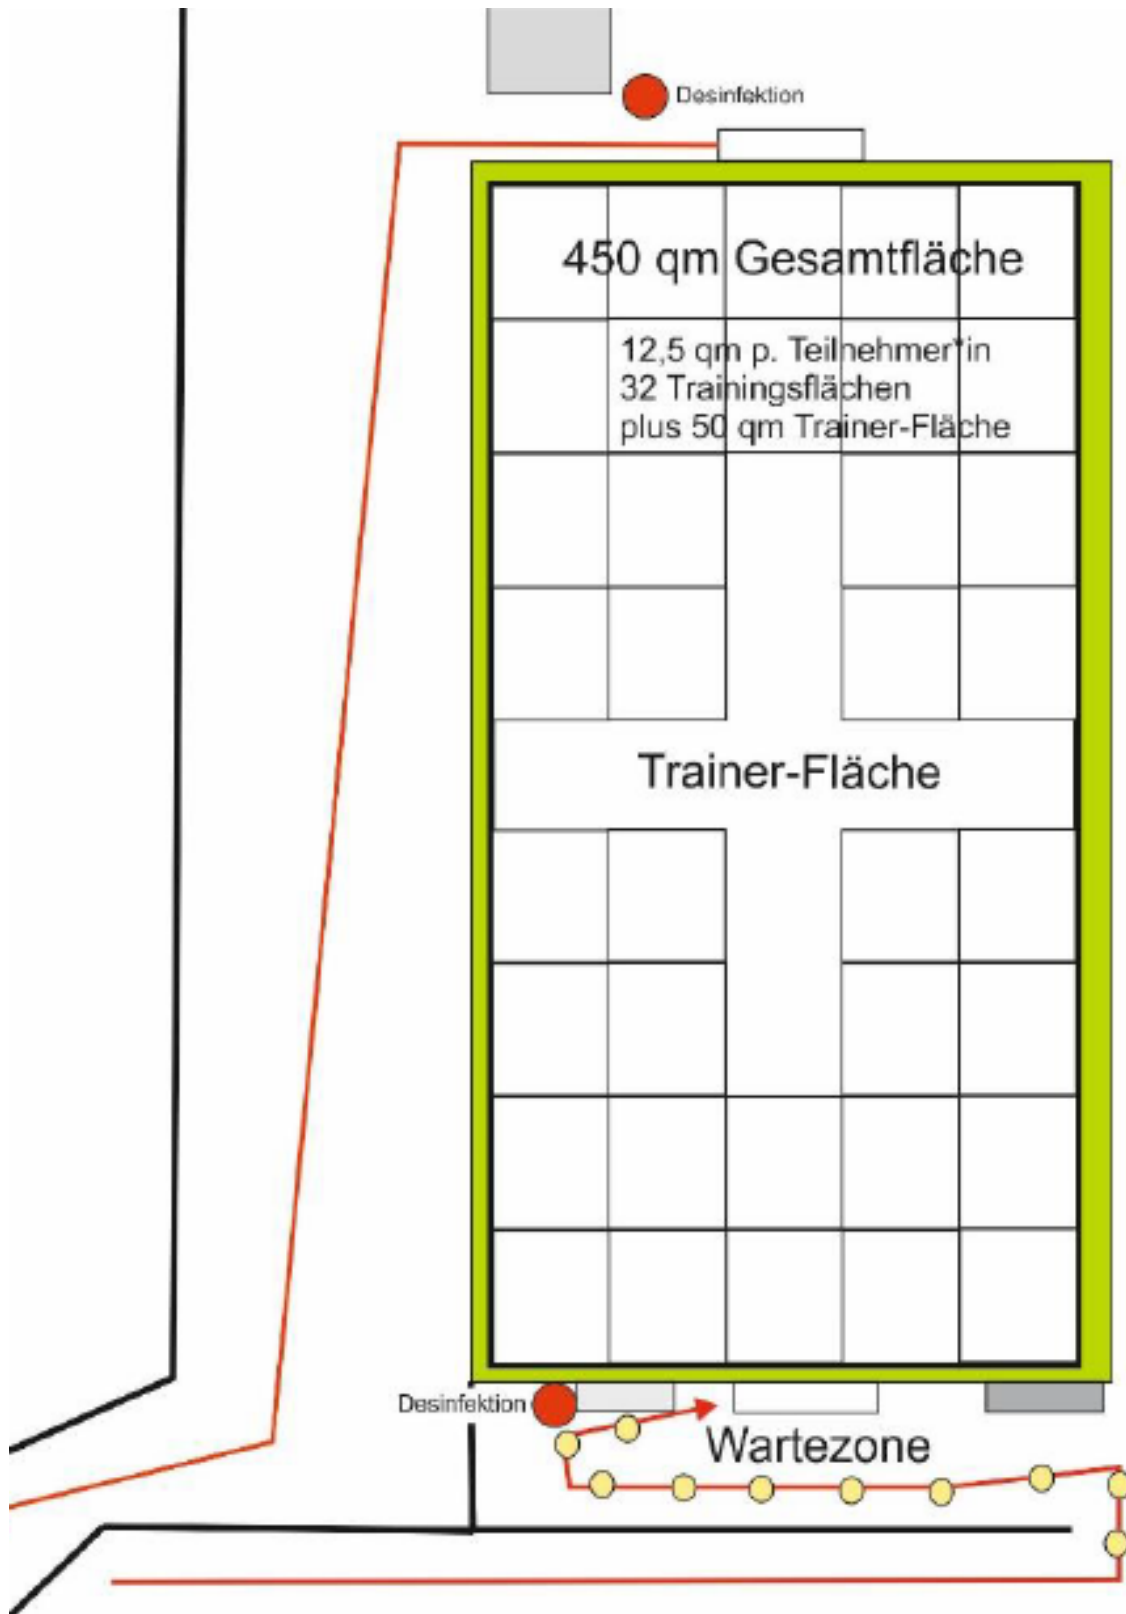 Desinfektion
450 qm Gesamtfläche
12,5 qm p. Teilnehmer*in
32 Trainingsflächen
plus 50 qm Trainer-Fläche
Trainer-Fläche
Desinfektion
Wartezone